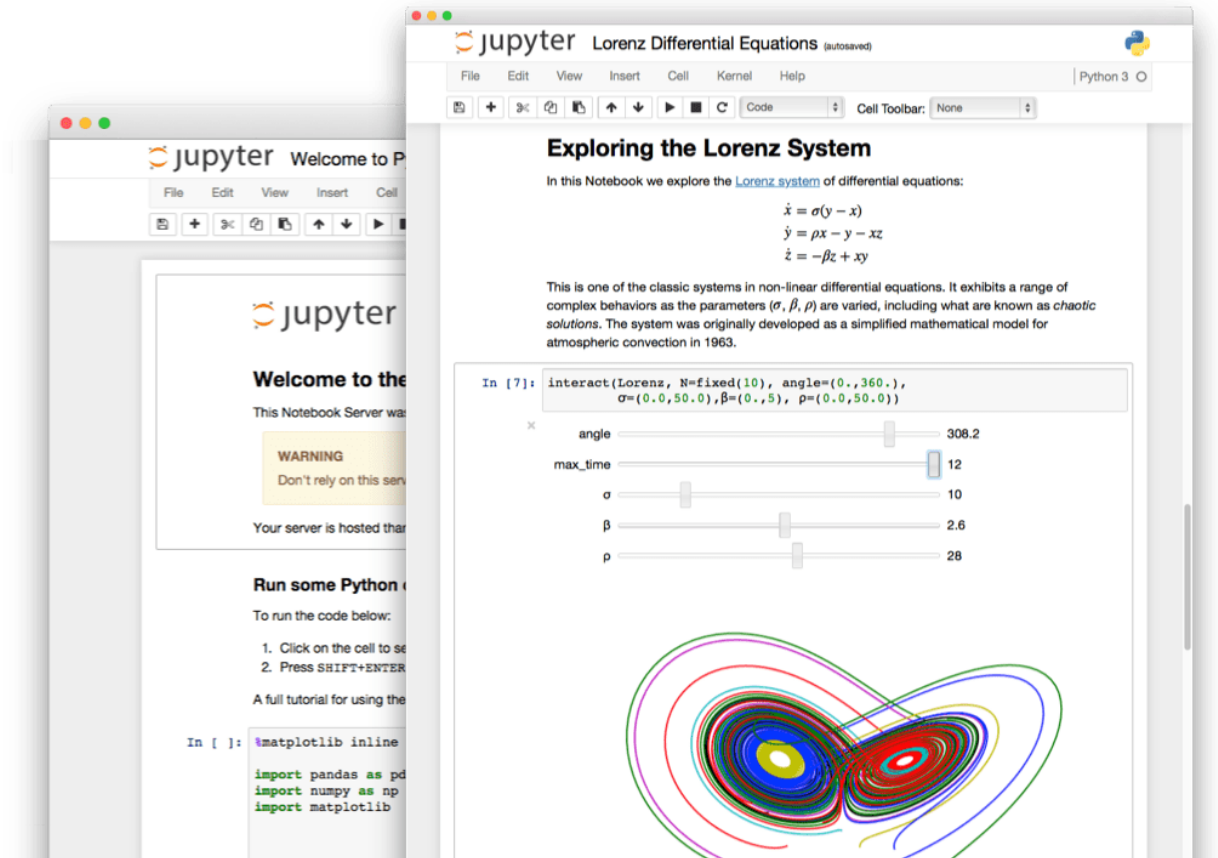 jupyter Lorenz Differential Equations (autosaved)
File Edit View Insert Cell Kernel Help Python 3
Code Cell Toolbar: None
Exploring the Lorenz System
In this Notebook we explore the Lorenz system of differential equations:
ẋ = σ(y − x)
ẏ = ρx − y − xz
ż = −βz + xy
This is one of the classic systems in non-linear differential equations. It exhibits a range of
complex behaviors as the parameters (σ, β, ρ) are varied, including what are known as chaotic
solutions. The system was originally developed as a simplified mathematical model for
atmospheric convection in 1963.
In [7]: interact(Lorenz, N=fixed(10), angle=(0.,360.),
σ=(0.0,50.0),β=(0.,5), ρ=(0.0,50.0))
angle 308.2
max_time 12
σ 10
β 2.6
ρ 28
jupyter Welcome to P
File Edit View Insert Cell
jupyter
Welcome to the
This Notebook Server was
WARNING
Don't rely on this serv
Your server is hosted than
Run some Python
To run the code below:
1. Click on the cell to se
2. Press SHIFT+ENTER
A full tutorial for using the
In [ ]: %matplotlib inline
import pandas as pd
import numpy as np
import matplotlib